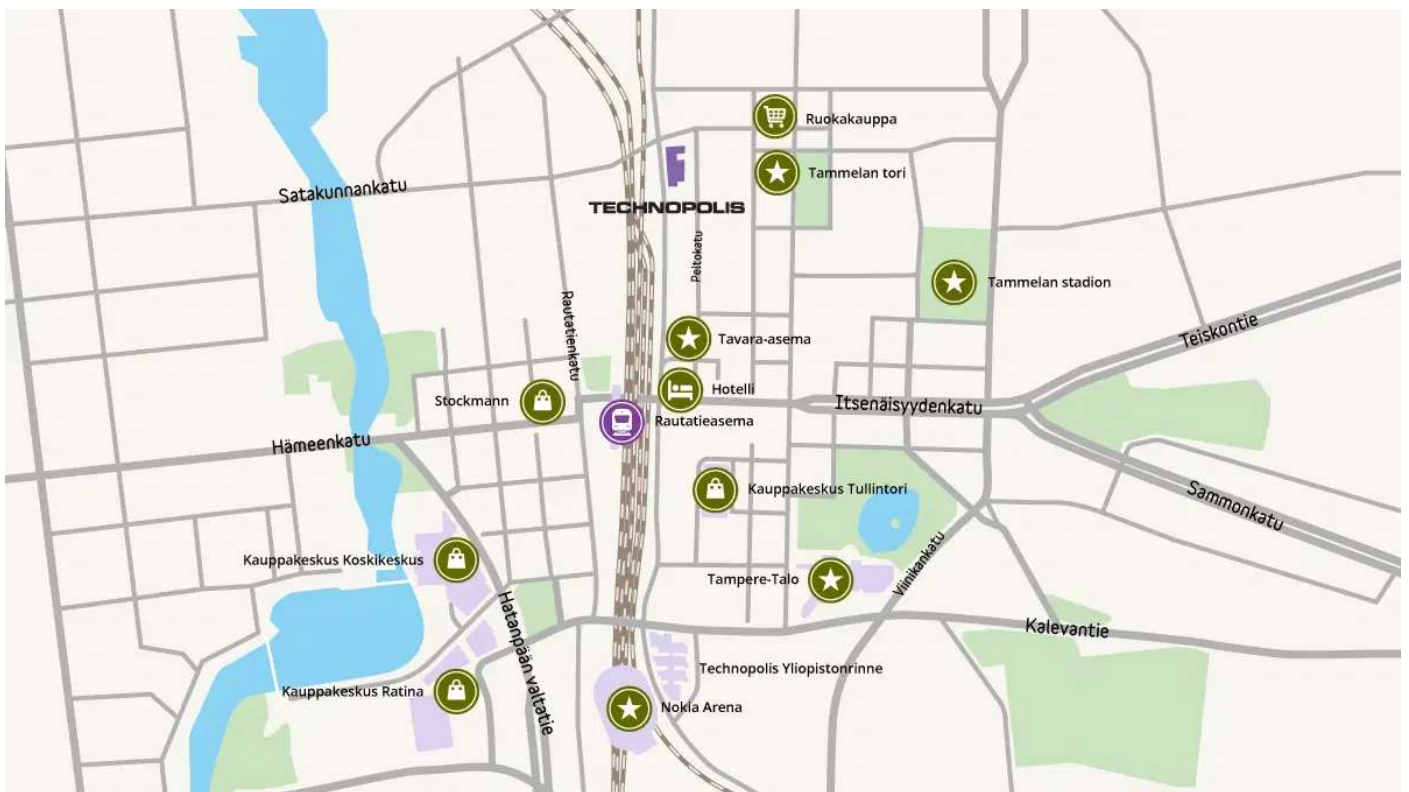 Ruokakauppa
Tammelan tori
Satakunnankatu
TECHNOPOLIS
Peltokatu
Tammelan stadion
Rautatienkatu
Teiskontie
Tavara-asema
Hotelli
Stockmann
Itsenäisyydenkatu
Rautatieasema
Hämeenkatu
Kauppakeskus Tullintori
Sammonkatu
Kauppakeskus Koskikeskus
Viinikankatu
Tampere-Talo
Hatanpään valtatie
Kalevantie
Technopolis Yliopistonrinne
Kauppakeskus Ratina
Nokia Arena